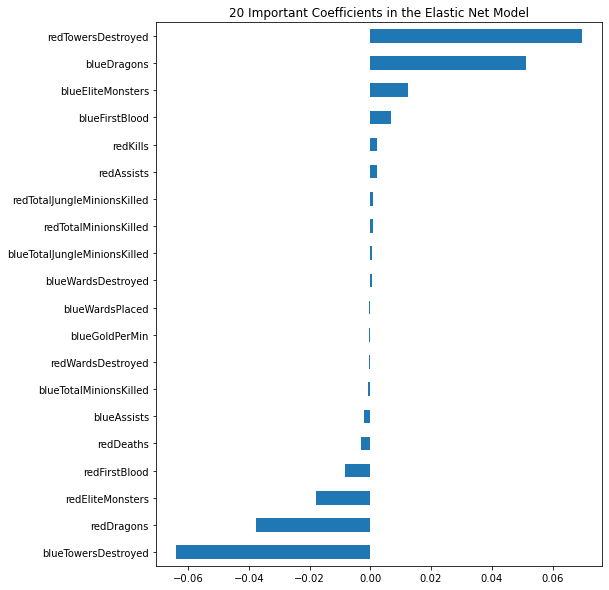 20 Important Coefficients in the Elastic Net Model
redTowersDestroyed
blueDragons
blueEliteMonsters
blueFirstBlood
redKills
redAssists
redTotalJungleMinionsKilled
redTotalMinionsKilled
blueTotalJungleMinionsKilled
blueWardsDestroyed
blueWardsPlaced
blueGoldPerMin
redWardsDestroyed
blueTotalMinionsKilled
blueAssists
redDeaths
redFirstBlood
redEliteMonsters
redDragons
blueTowersDestroyed
−0.06 −0.04 −0.02 0.00 0.02 0.04 0.06